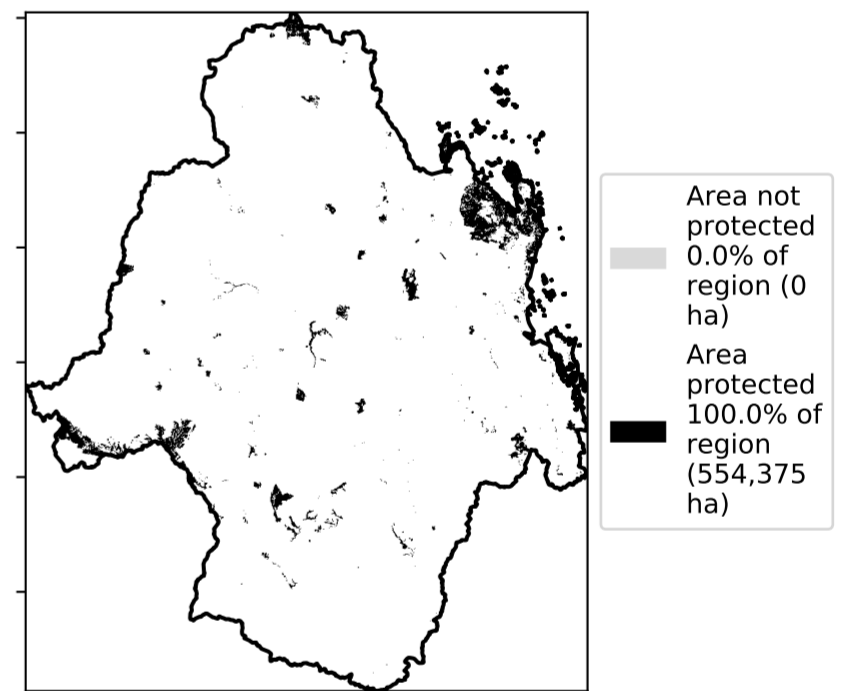 Area not
protected
0.0% of
region (0
ha)
Area
protected
100.0% of
region
(554,375
ha)